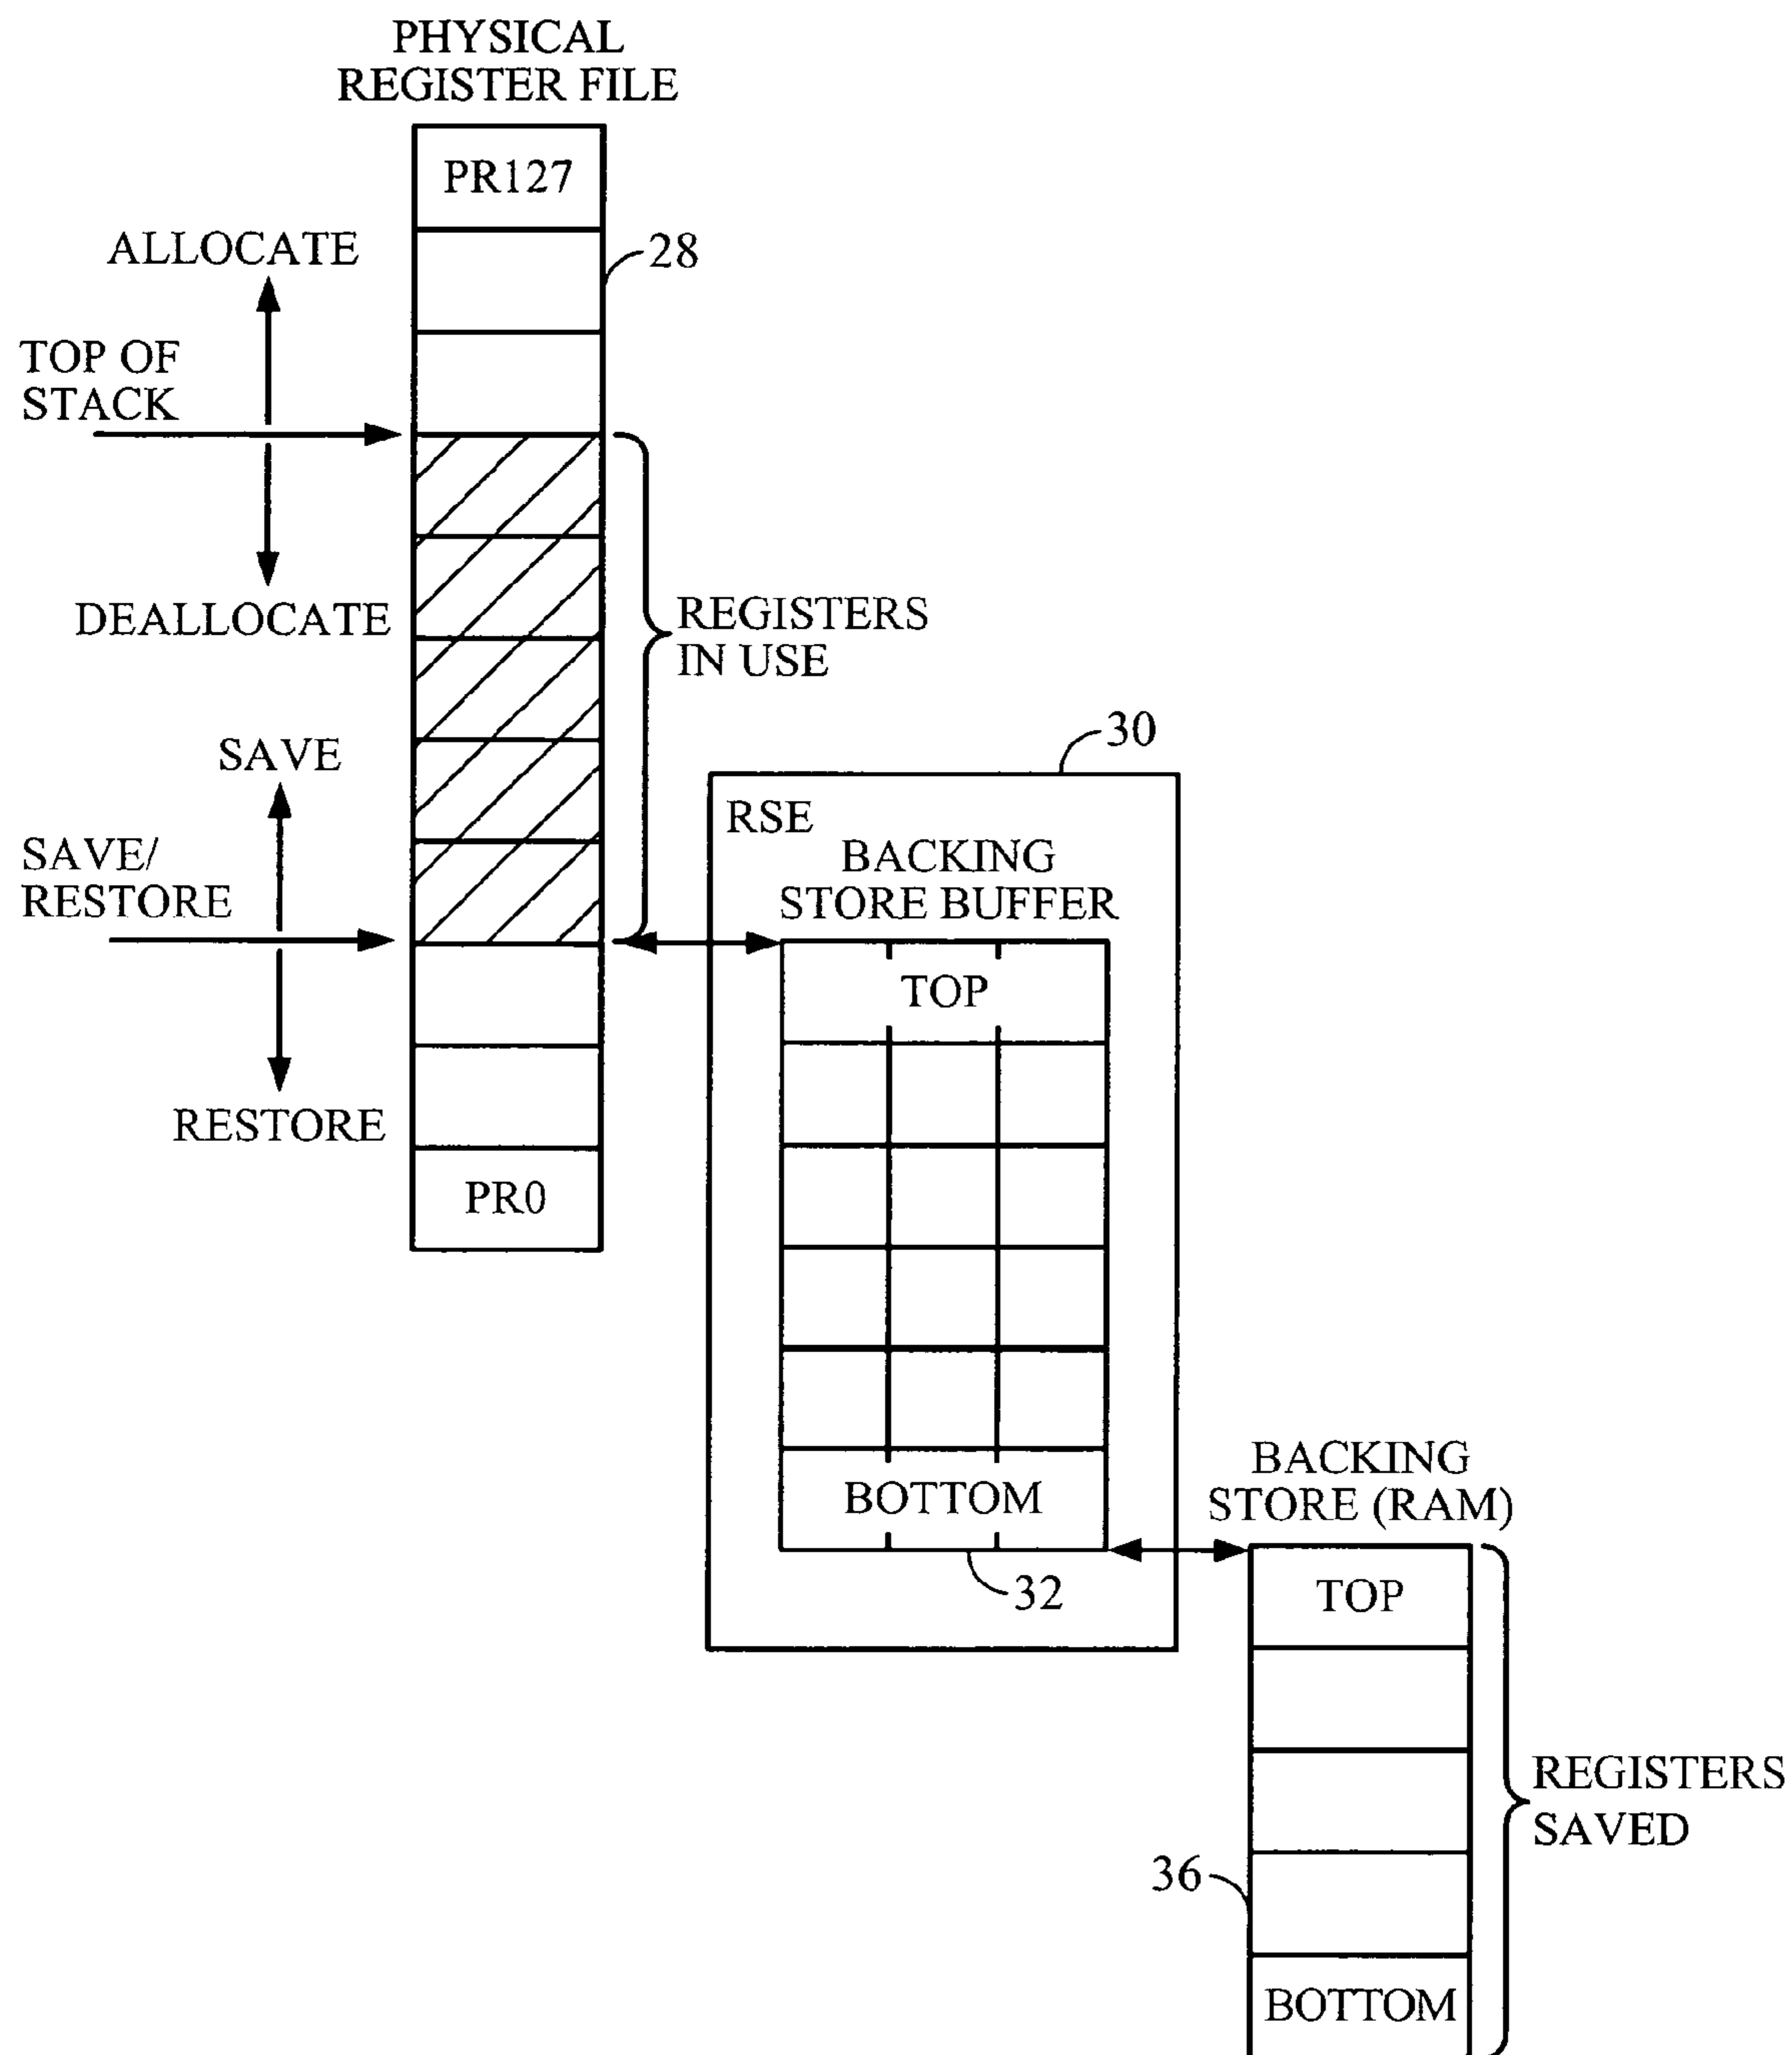 PHYSICAL
REGISTER FILE
PR127
28
ALLOCATE
TOP OF
STACK
DEALLOCATE
REGISTERS
IN USE
SAVE
SAVE/
RESTORE
RESTORE
PR0
30
RSE
BACKING
STORE BUFFER
TOP
BOTTOM
32
BACKING
STORE (RAM)
TOP
REGISTERS
SAVED
36
BOTTOM